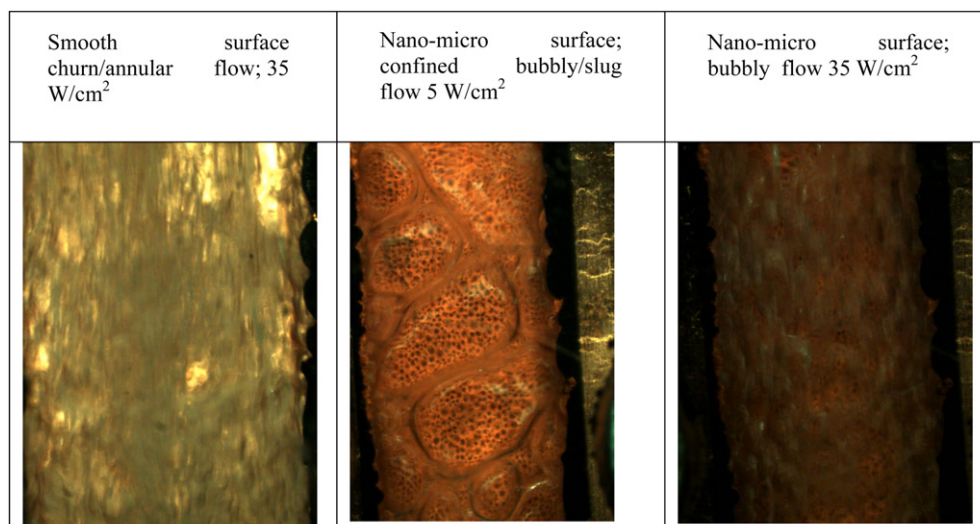 Smooth surface
churn/annular flow; 35
W/cm²
Nano-micro surface;
confined bubbly/slug
flow 5 W/cm²
Nano-micro surface;
bubbly flow 35 W/cm²